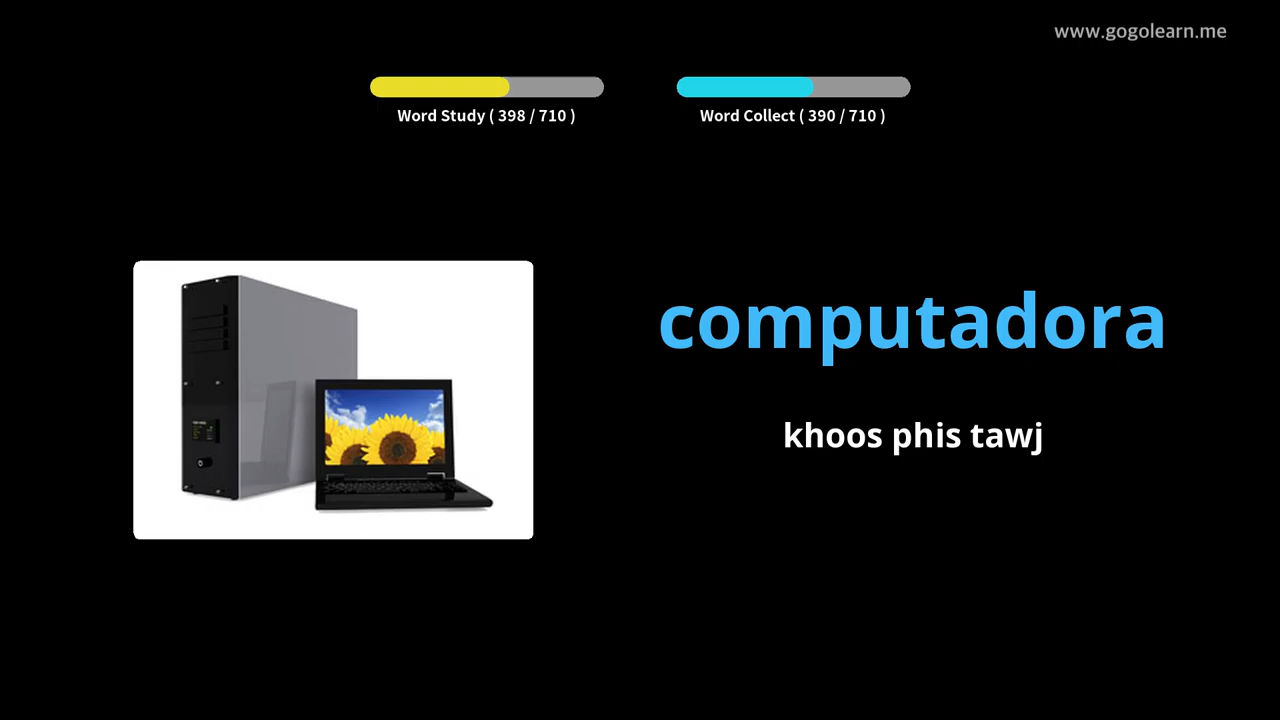 www.gogolearn.me
Word Study ( 398 / 710 )
Word Collect ( 390 / 710 )
computadora
khoos phis tawj